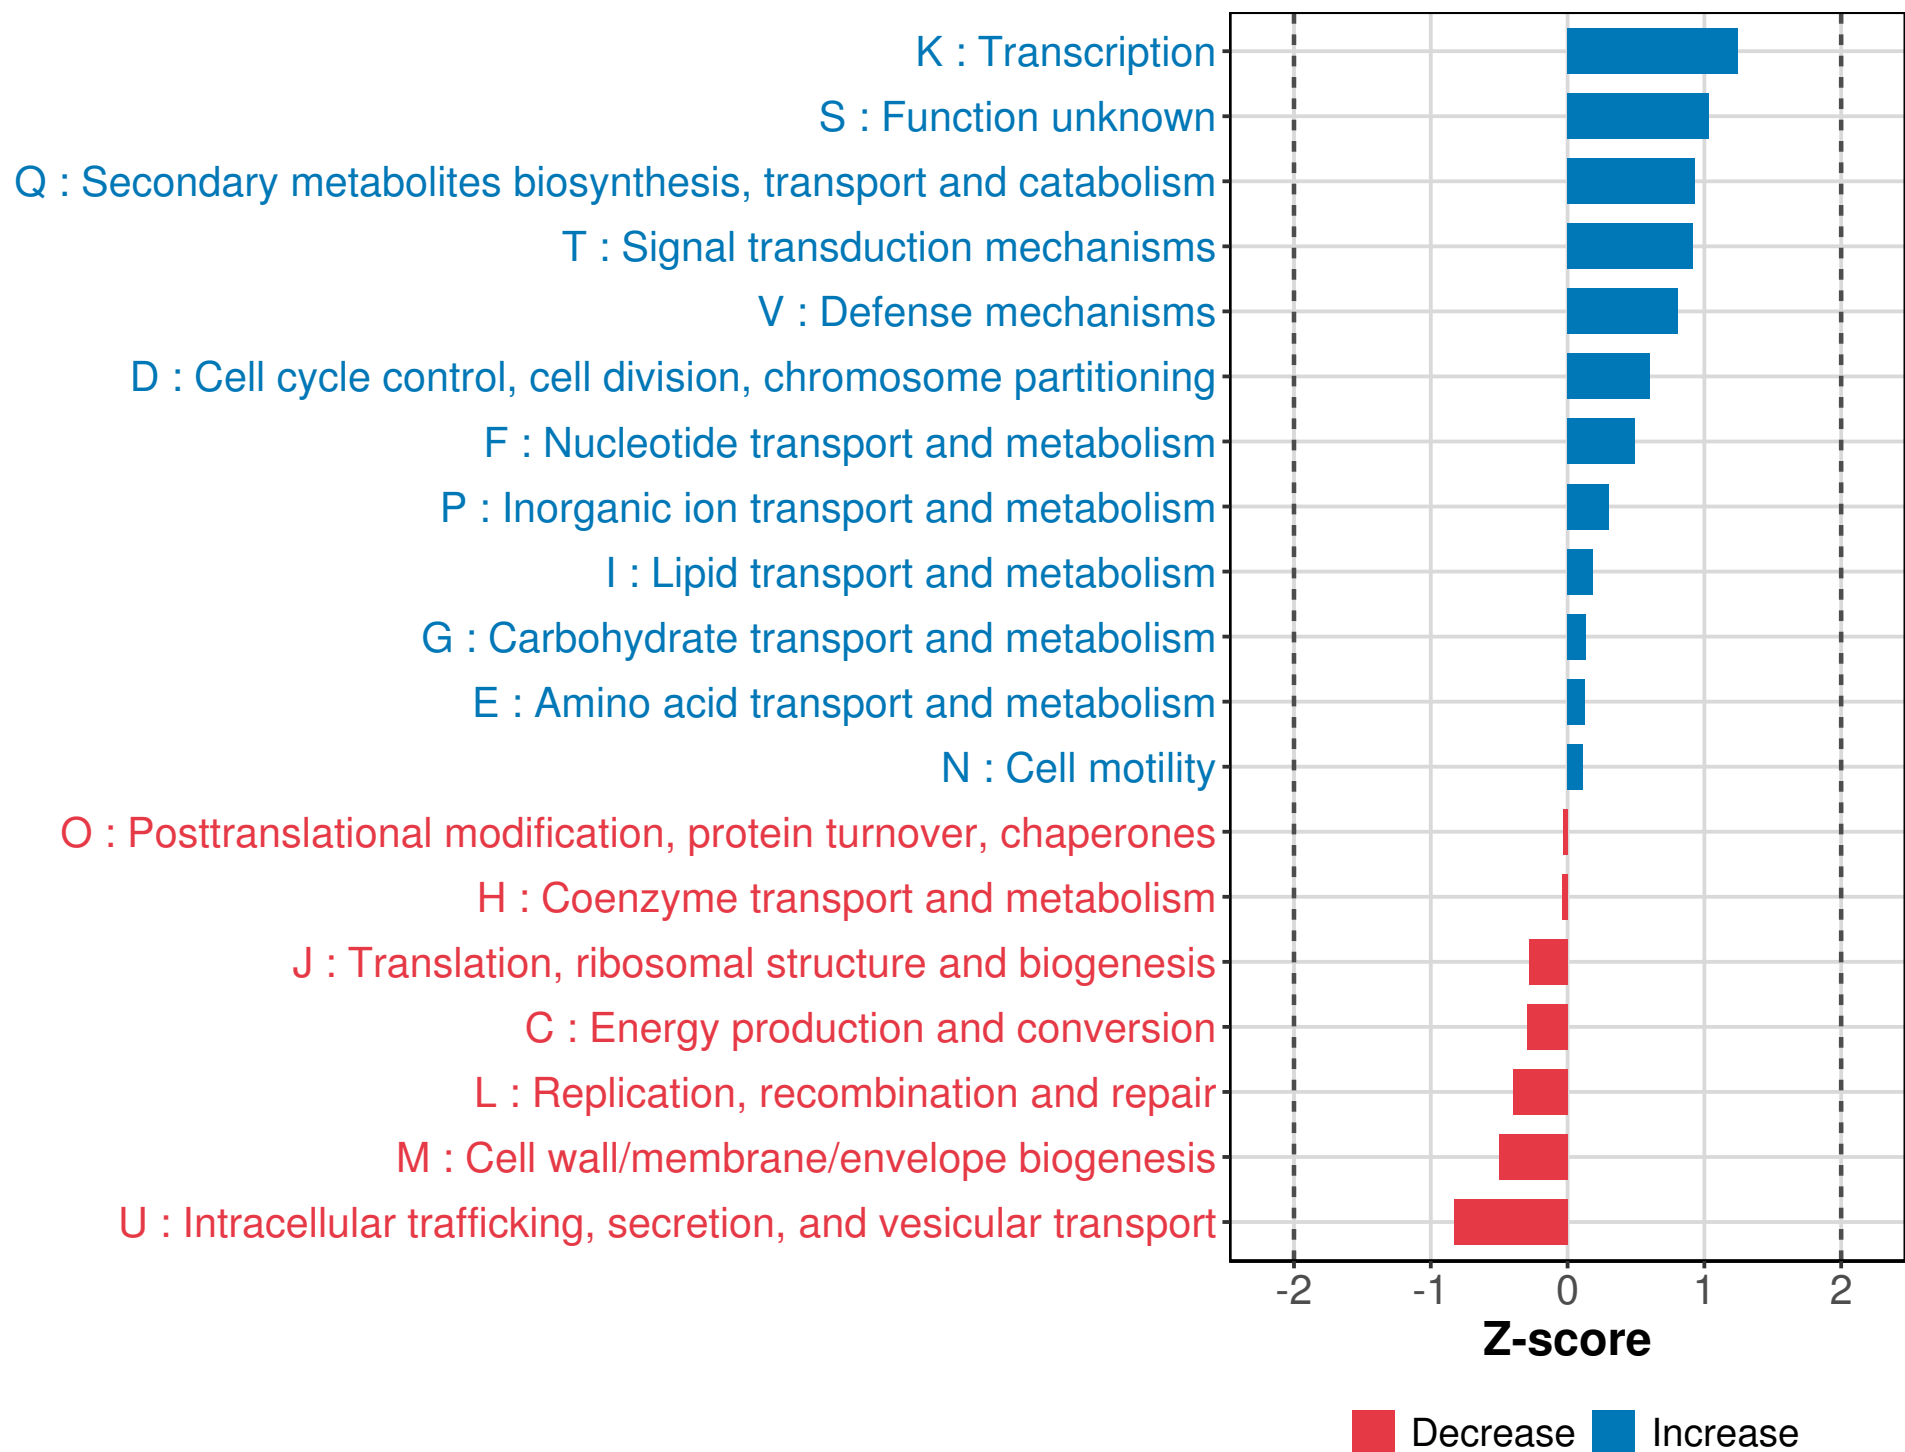 K : Transcription
S : Function unknown
Q : Secondary metabolites biosynthesis, transport and catabolism
T : Signal transduction mechanisms
V : Defense mechanisms
D : Cell cycle control, cell division, chromosome partitioning
F : Nucleotide transport and metabolism
P : Inorganic ion transport and metabolism
I : Lipid transport and metabolism
G : Carbohydrate transport and metabolism
E : Amino acid transport and metabolism
N : Cell motility
O : Posttranslational modification, protein turnover, chaperones
H : Coenzyme transport and metabolism
J : Translation, ribosomal structure and biogenesis
C : Energy production and conversion
L : Replication, recombination and repair
M : Cell wall/membrane/envelope biogenesis
U : Intracellular trafficking, secretion, and vesicular transport
-2 -1 0 1 2
Z-score
Decrease Increase